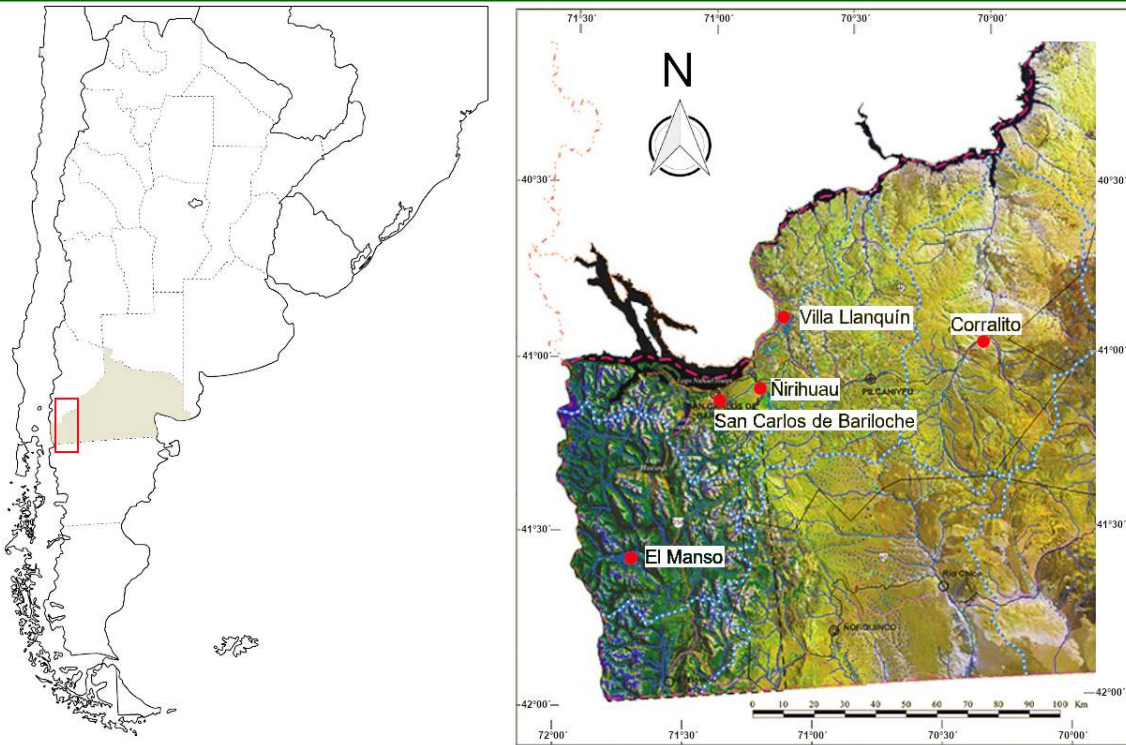 71°30´ 71°00´ 70°30´ 70°00´
N
40°30´ 40°30´
Villa Llanquín
Corralito
41°00´ 41°00´
Ñirihuau
PILCANIYEU
San Carlos de Bariloche
41°30´ 41°30´
El Manso
Río Chico
ÑORQUINCO
42°00´ 42°00´
0 10 20 30 40 50 60 70 80 90 100 Km
72°00´ 71°30´ 71°00´ 70°30´ 70°00´